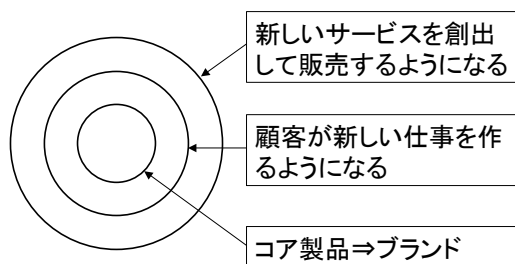 新しいサービスを創出
して販売するようになる
顧客が新しい仕事を作
るようになる
コア製品⇒ブランド